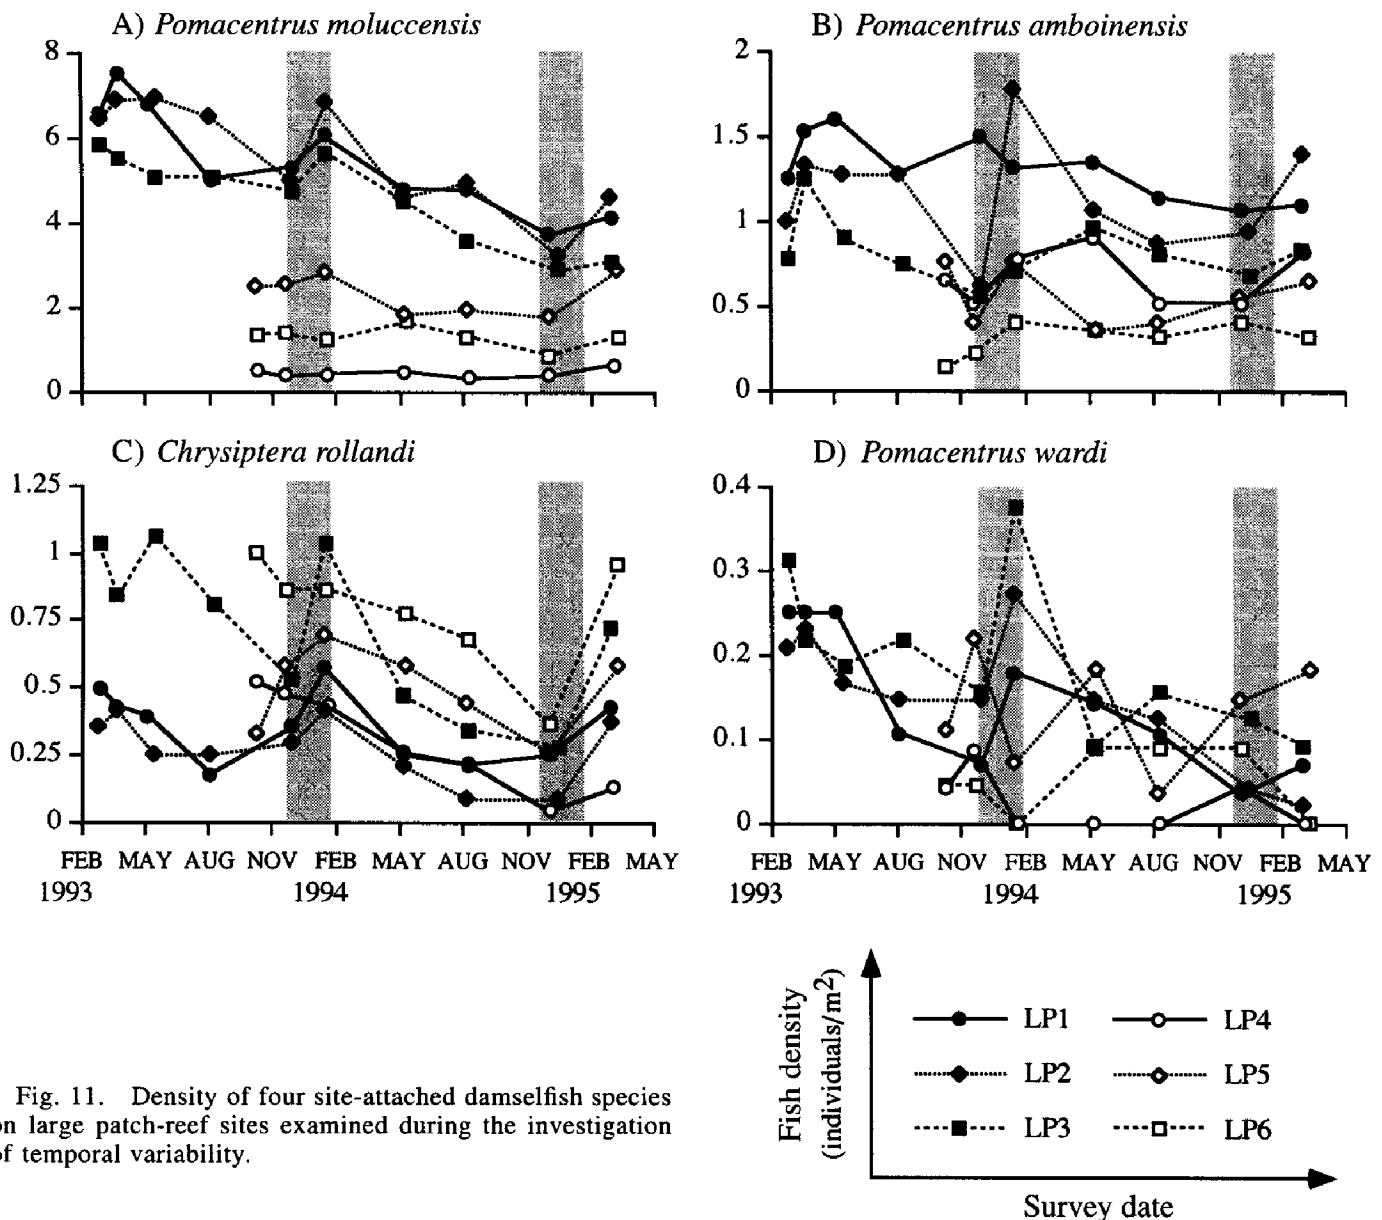 A) Pomacentrus moluccensis
8
6
4
2
0
B) Pomacentrus amboinensis
2
1.5
1
0.5
0
C) Chrysiptera rollandi
1.25
1
0.75
0.5
0.25
0
FEB MAY AUG NOV FEB MAY AUG NOV FEB MAY
1993 1994 1995
D) Pomacentrus wardi
0.4
0.3
0.2
0.1
0
FEB MAY AUG NOV FEB MAY AUG NOV FEB MAY
1993 1994 1995
Fish density
(individuals/m²)
Survey date
LP1 LP4
LP2 LP5
LP3 LP6
Fig. 11. Density of four site-attached damselfish species
on large patch-reef sites examined during the investigation
of temporal variability.